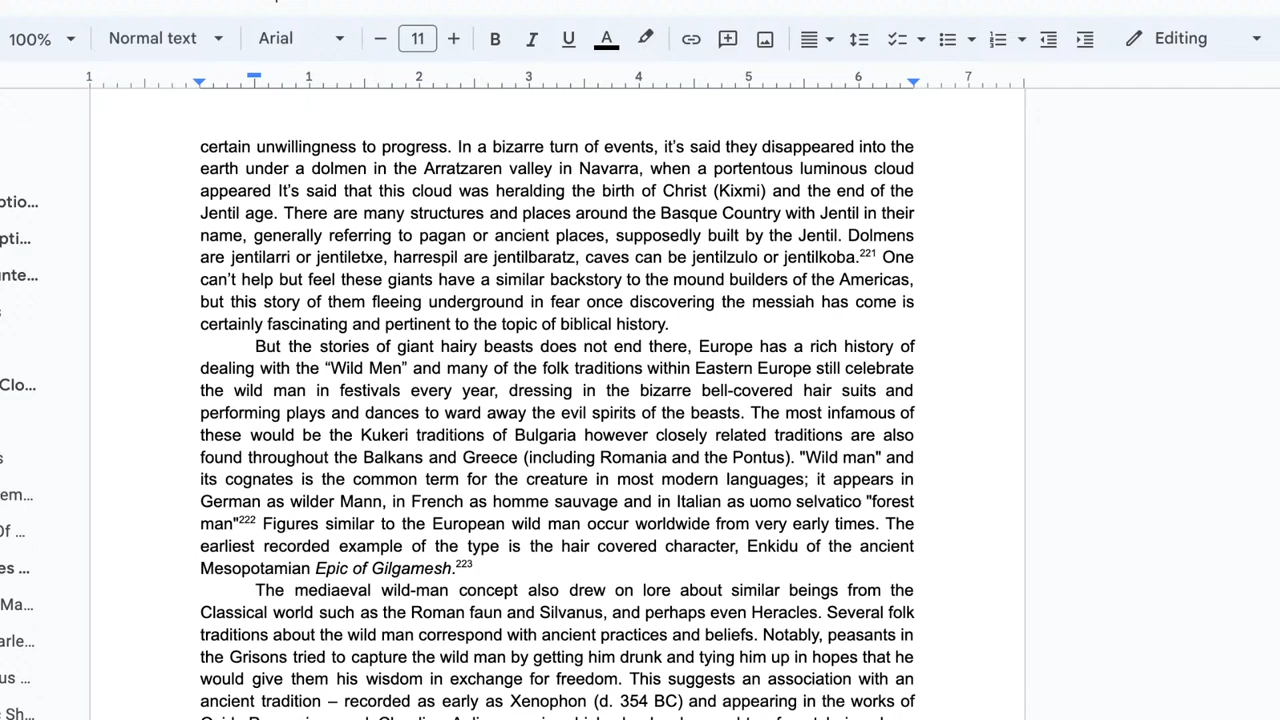 100% Normal text Arial 11 B I U A Editing
1 1 2 3 4 5 6 7
certain unwillingness to progress. In a bizarre turn of events, it's said they disappeared into the
earth under a dolmen in the Arratzaren valley in Navarra, when a portentous luminous cloud
appeared It's said that this cloud was heralding the birth of Christ (Kixmi) and the end of the
Jentil age. There are many structures and places around the Basque Country with Jentil in their
name, generally referring to pagan or ancient places, supposedly built by the Jentil. Dolmens
are jentilarri or jentiletxe, harrespil are jentilbaratz, caves can be jentilzulo or jentilkoba.221 One
can't help but feel these giants have a similar backstory to the mound builders of the Americas,
but this story of them fleeing underground in fear once discovering the messiah has come is
certainly fascinating and pertinent to the topic of biblical history.
But the stories of giant hairy beasts does not end there, Europe has a rich history of
dealing with the “Wild Men” and many of the folk traditions within Eastern Europe still celebrate
the wild man in festivals every year, dressing in the bizarre bell-covered hair suits and
performing plays and dances to ward away the evil spirits of the beasts. The most infamous of
these would be the Kukeri traditions of Bulgaria however closely related traditions are also
found throughout the Balkans and Greece (including Romania and the Pontus). "Wild man" and
its cognates is the common term for the creature in most modern languages; it appears in
German as wilder Mann, in French as homme sauvage and in Italian as uomo selvatico "forest
man"222 Figures similar to the European wild man occur worldwide from very early times. The
earliest recorded example of the type is the hair covered character, Enkidu of the ancient
Mesopotamian Epic of Gilgamesh.223
The mediaeval wild-man concept also drew on lore about similar beings from the
Classical world such as the Roman faun and Silvanus, and perhaps even Heracles. Several folk
traditions about the wild man correspond with ancient practices and beliefs. Notably, peasants in
the Grisons tried to capture the wild man by getting him drunk and tying him up in hopes that he
would give them his wisdom in exchange for freedom. This suggests an association with an
ancient tradition – recorded as early as Xenophon (d. 354 BC) and appearing in the works of
ptio...
pti...
nte...
s
Clo...
s
em...
Of ...
es ...
Ma...
arle...
us ...
c Sh...